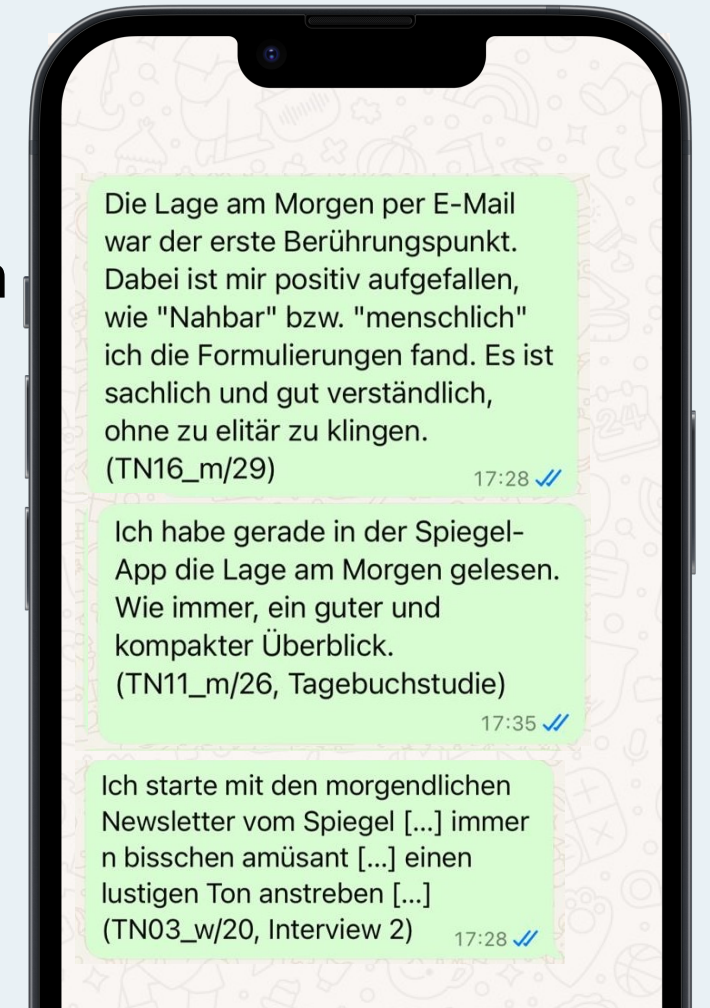 Die Lage am Morgen per E-Mail
war der erste Berührungspunkt.
Dabei ist mir positiv aufgefallen,
wie "Nahbar" bzw. "menschlich"
ich die Formulierungen fand. Es ist
sachlich und gut verständlich,
ohne zu elitär zu klingen.
(TN16_m/29)
17:28
Ich habe gerade in der Spiegel-
App die Lage am Morgen gelesen.
Wie immer, ein guter und
kompakter Überblick.
(TN11_m/26, Tagebuchstudie)
17:35
Ich starte mit den morgendlichen
Newsletter vom Spiegel [...] immer
n bisschen amüsant [...] einen
lustigen Ton anstreben [...]
(TN03_w/20, Interview 2)
17:28